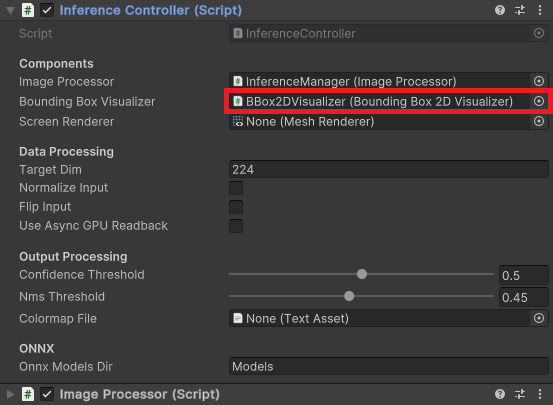 Inference Controller (Script)
Script InferenceController
Components
Image Processor InferenceManager (Image Processor)
Bounding Box Visualizer BBox2DVisualizer (Bounding Box 2D Visualizer)
Screen Renderer None (Mesh Renderer)
Data Processing
Target Dim 224
Normalize Input
Flip Input
Use Async GPU Readback
Output Processing
Confidence Threshold 0.5
Nms Threshold 0.45
Colormap File None (Text Asset)
ONNX
Onnx Models Dir Models
Image Processor (Script)